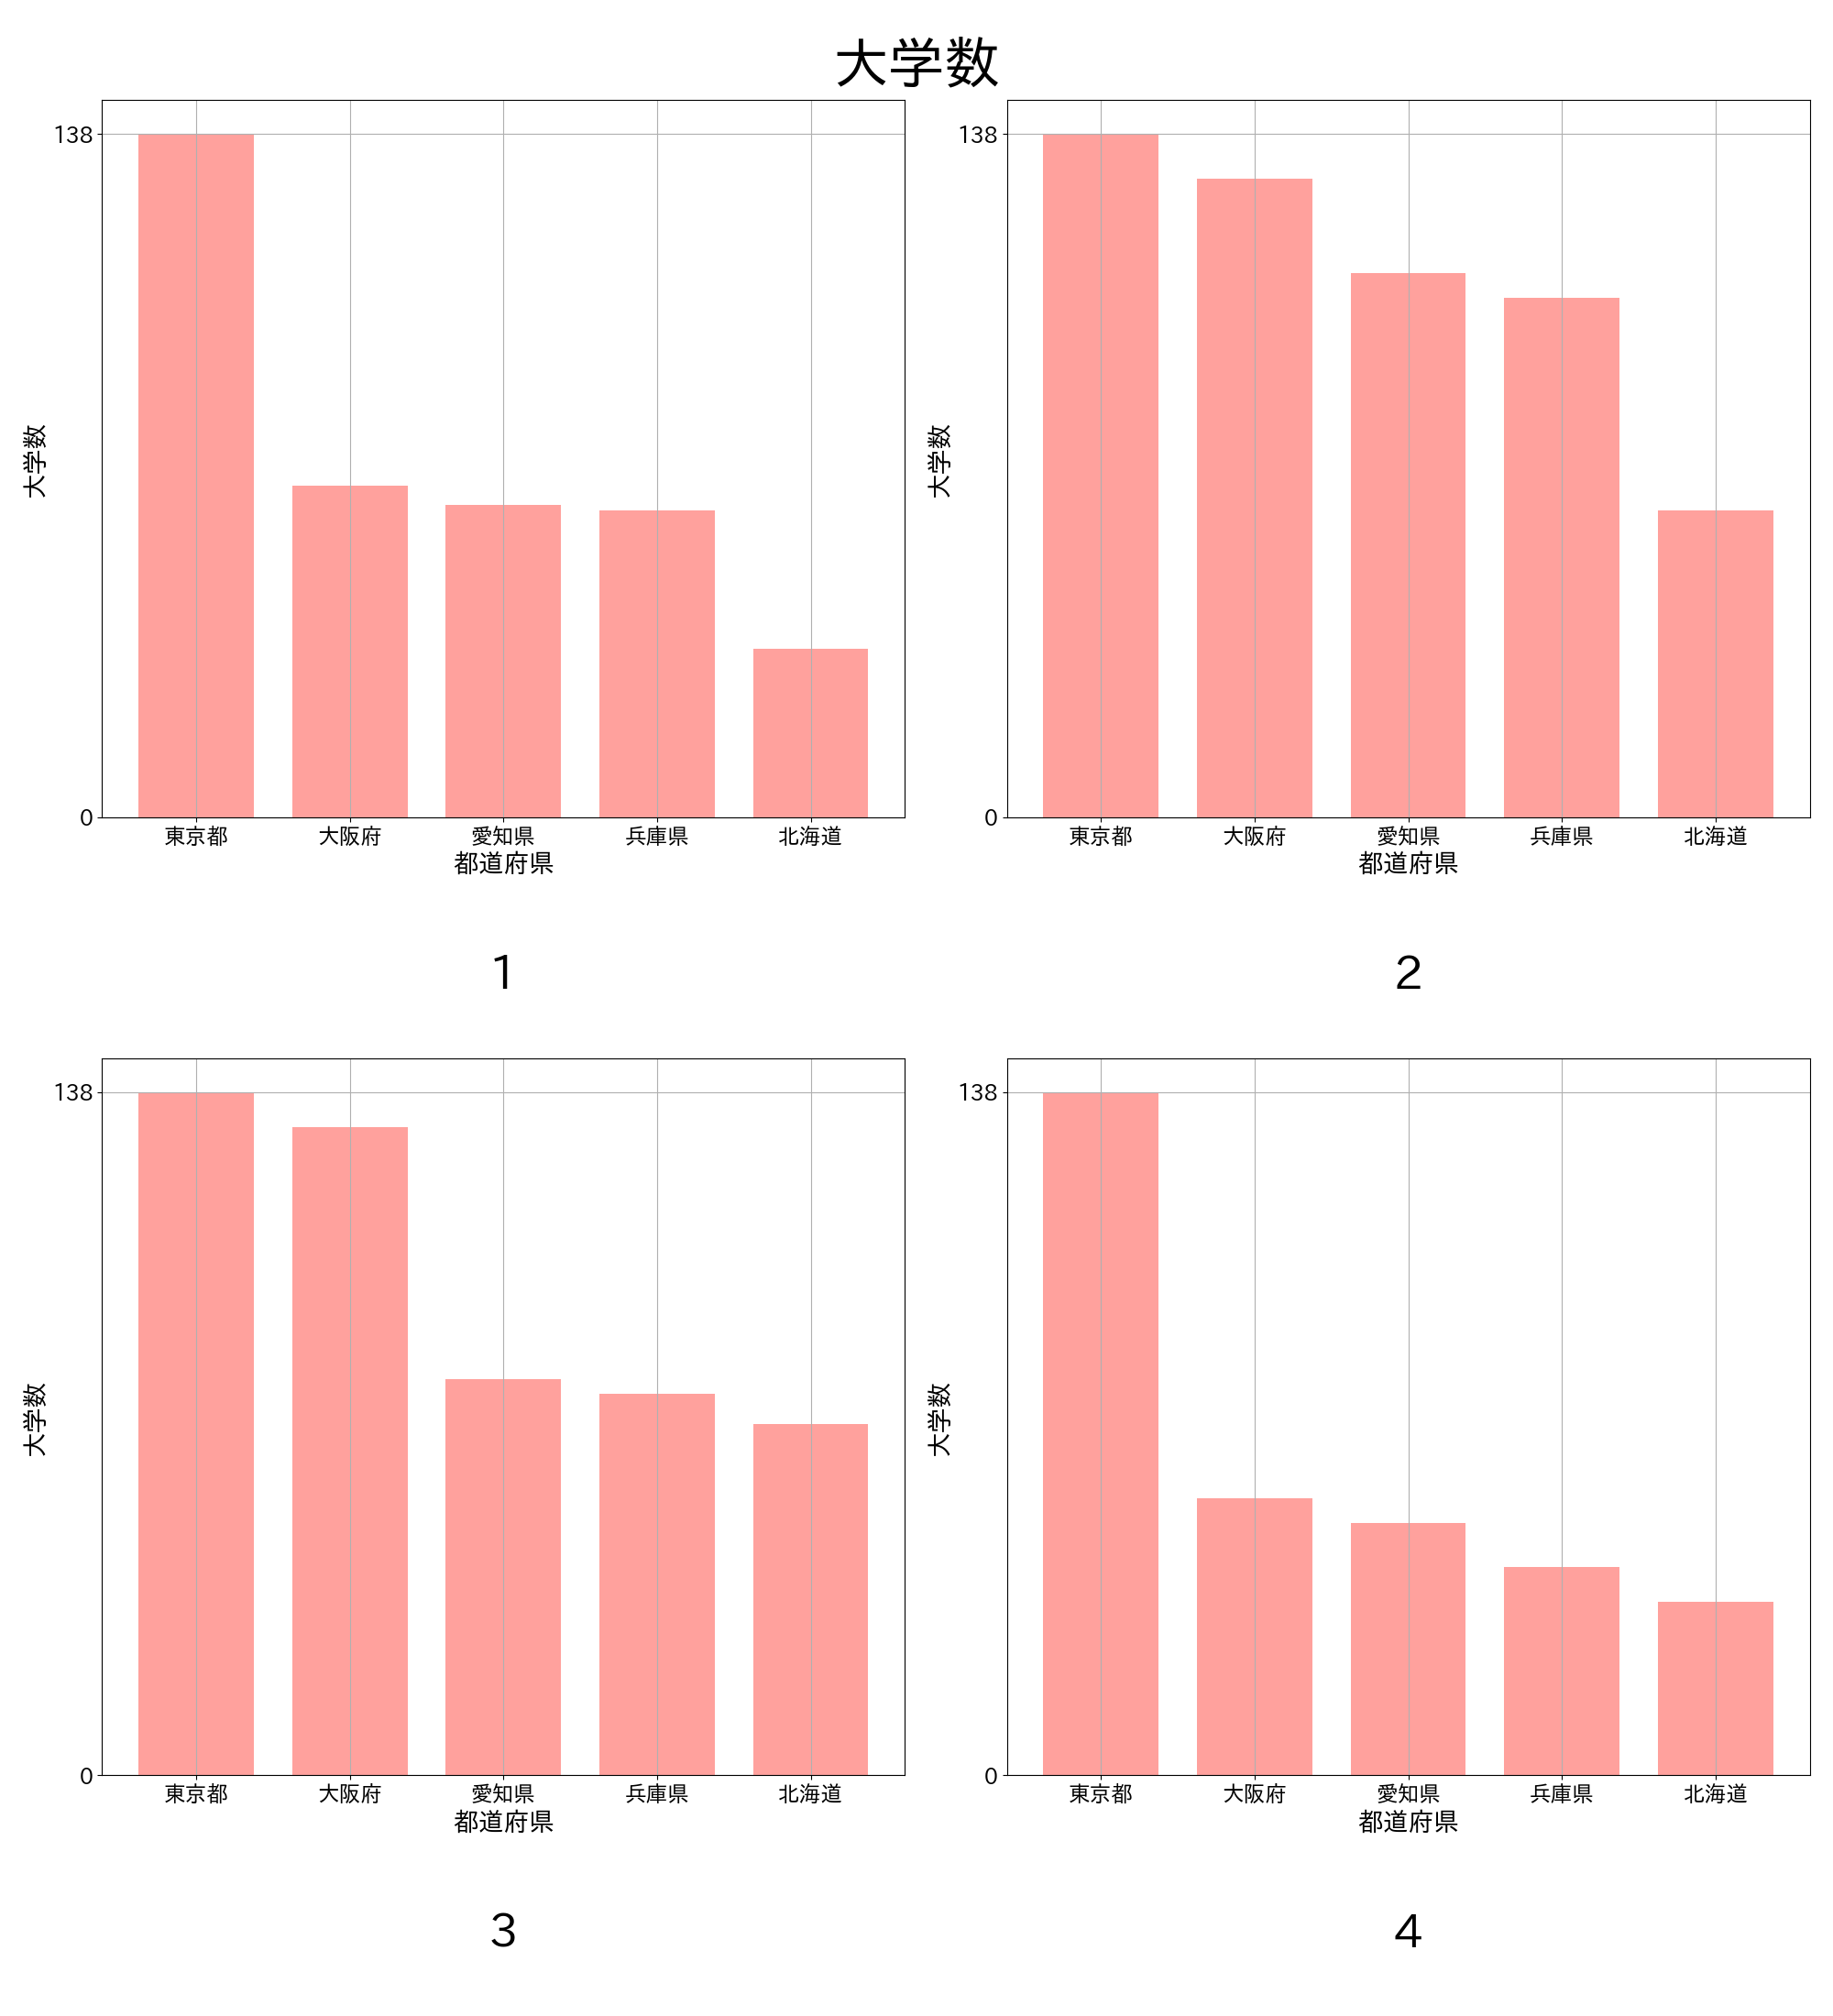 大学数
138
0
大学数
東京都 大阪府 愛知県 兵庫県 北海道
都道府県
1
138
0
大学数
東京都 大阪府 愛知県 兵庫県 北海道
都道府県
2
138
0
大学数
東京都 大阪府 愛知県 兵庫県 北海道
都道府県
3
138
0
大学数
東京都 大阪府 愛知県 兵庫県 北海道
都道府県
4